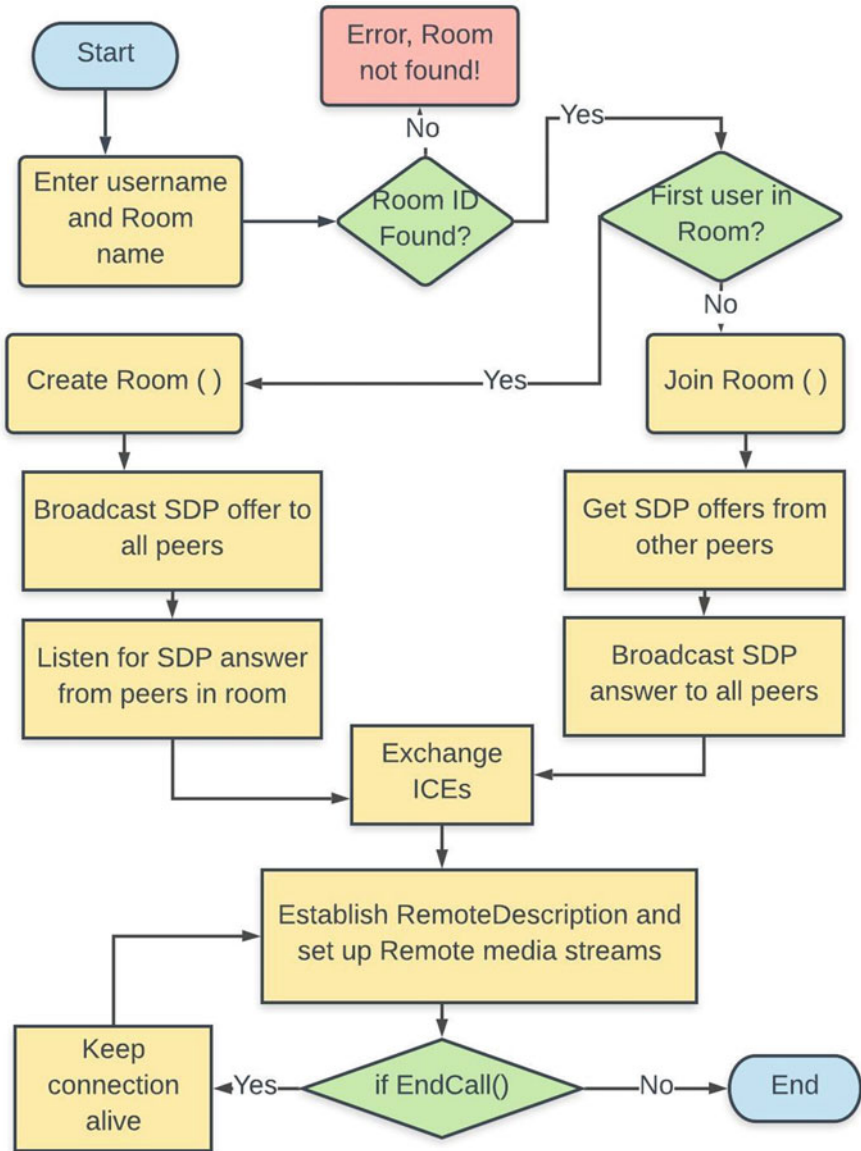 Start
Error, Room
not found!
No
Yes
Enter username
and Room
name
Room ID
Found?
First user in
Room?
No
Create Room ( )
Yes
Join Room ( )
Broadcast SDP offer to
all peers
Get SDP offers from
other peers
Listen for SDP answer
from peers in room
Broadcast SDP
answer to all peers
Exchange
ICEs
Establish RemoteDescription and
set up Remote media streams
Keep
connection
alive
Yes
if EndCall()
No
End